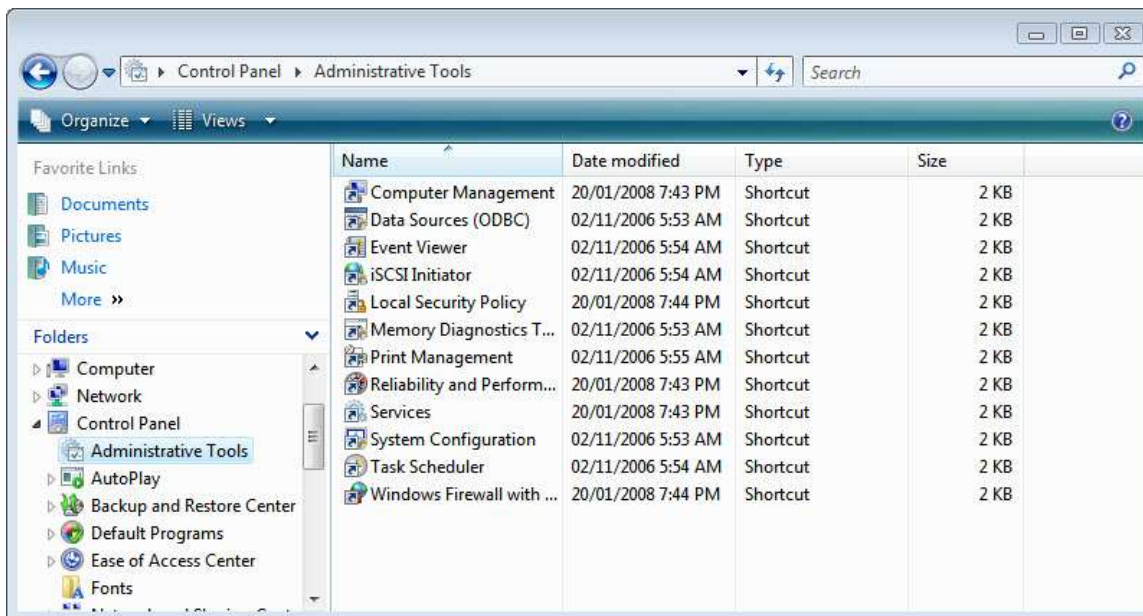 Control Panel Administrative Tools
Search
Organize Views
Favorite Links
Documents
Pictures
Music
More »
Folders
Computer
Network
Control Panel
Administrative Tools
AutoPlay
Backup and Restore Center
Default Programs
Ease of Access Center
Fonts
Name Date modified Type Size
Computer Management 20/01/2008 7:43 PM Shortcut 2 KB
Data Sources (ODBC) 02/11/2006 5:53 AM Shortcut 2 KB
Event Viewer 02/11/2006 5:54 AM Shortcut 2 KB
iSCSI Initiator 02/11/2006 5:54 AM Shortcut 2 KB
Local Security Policy 20/01/2008 7:44 PM Shortcut 2 KB
Memory Diagnostics T... 02/11/2006 5:53 AM Shortcut 2 KB
Print Management 02/11/2006 5:55 AM Shortcut 2 KB
Reliability and Perform... 20/01/2008 7:43 PM Shortcut 2 KB
Services 20/01/2008 7:43 PM Shortcut 2 KB
System Configuration 02/11/2006 5:53 AM Shortcut 2 KB
Task Scheduler 02/11/2006 5:54 AM Shortcut 2 KB
Windows Firewall with ... 20/01/2008 7:44 PM Shortcut 2 KB